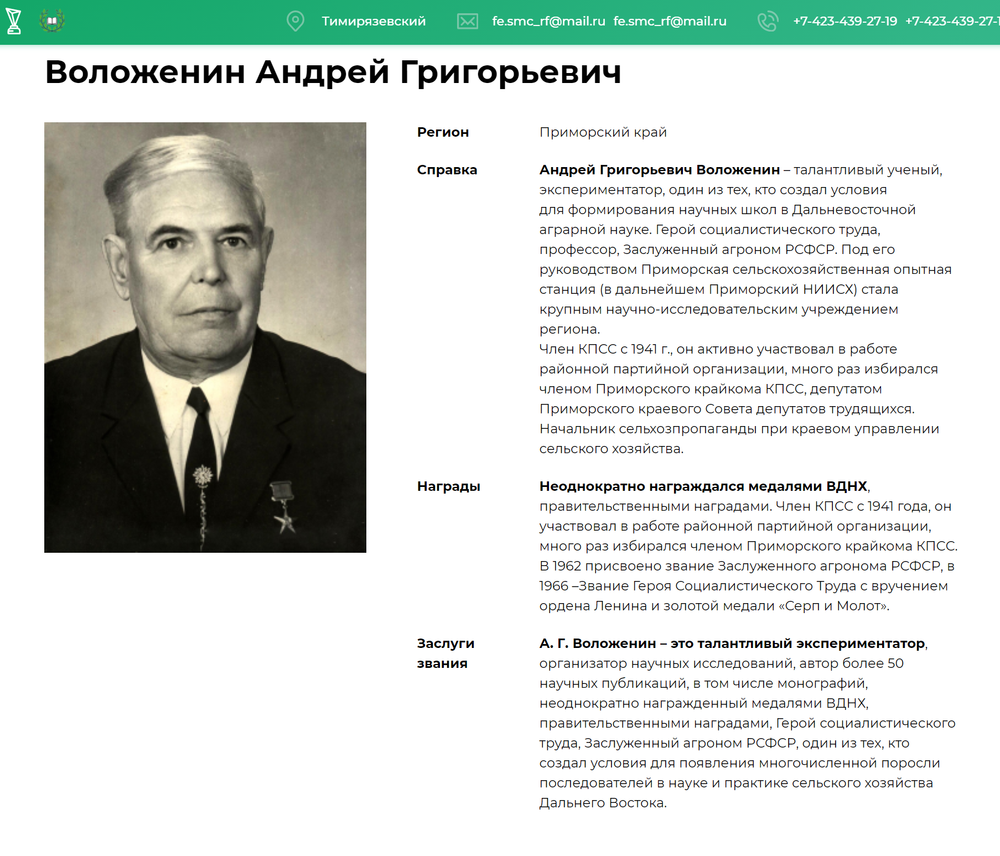 Тимирязевский fe.smc_rf@mail.ru fe.smc_rf@mail.ru +7-423-439-27-19 +7-423-439-27-1
Воложенин Андрей Григорьевич
Регион Приморский край
Справка Андрей Григорьевич Воложенин – талантливый ученый,
экспериментатор, один из тех, кто создал условия
для формирования научных школ в Дальневосточной
аграрной науке. Герой социалистического труда,
профессор, Заслуженный агроном РСФСР. Под его
руководством Приморская сельскохозяйственная опытная
станция (в дальнейшем Приморский НИИСХ) стала
крупным научно-исследовательским учреждением
региона.
Член КПСС с 1941 г., он активно участвовал в работе
районной партийной организации, много раз избирался
членом Приморского крайкома КПСС, депутатом
Приморского краевого Совета депутатов трудящихся.
Начальник сельхозпропаганды при краевом управлении
сельского хозяйства.
Награды Неоднократно награждался медалями ВДНХ,
правительственными наградами. Член КПСС с 1941 года, он
участвовал в работе районной партийной организации,
много раз избирался членом Приморского крайкома КПСС.
В 1962 присвоено звание Заслуженного агронома РСФСР, в
1966 –Звание Героя Социалистического Труда с вручением
ордена Ленина и золотой медали «Серп и Молот».
Заслуги А. Г. Воложенин – это талантливый экспериментатор,
звания организатор научных исследований, автор более 50
научных публикаций, в том числе монографий,
неоднократно награжденный медалями ВДНХ,
правительственными наградами, Герой социалистического
труда, Заслуженный агроном РСФСР, один из тех, кто
создал условия для появления многочисленной поросли
последователей в науке и практике сельского хозяйства
Дальнего Востока.